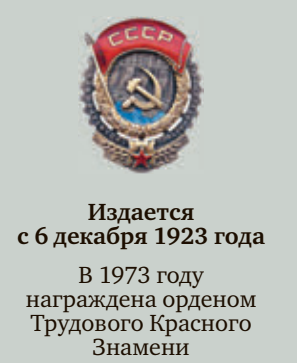 СССР
Издается
с 6 декабря 1923 года
В 1973 году
награждена орденом
Трудового Красного
Знамени